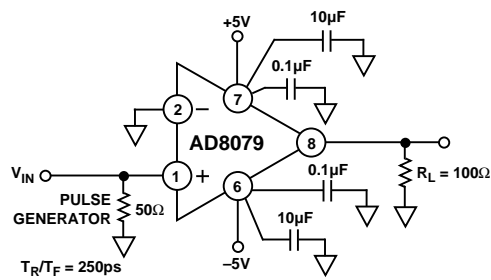 10µF
+5V
0.1µF
7
2
–
AD8079
8
V_IN
1
+
R_L = 100Ω
PULSE
GENERATOR
50Ω
6
0.1µF
10µF
–5V
T_R/T_F = 250ps